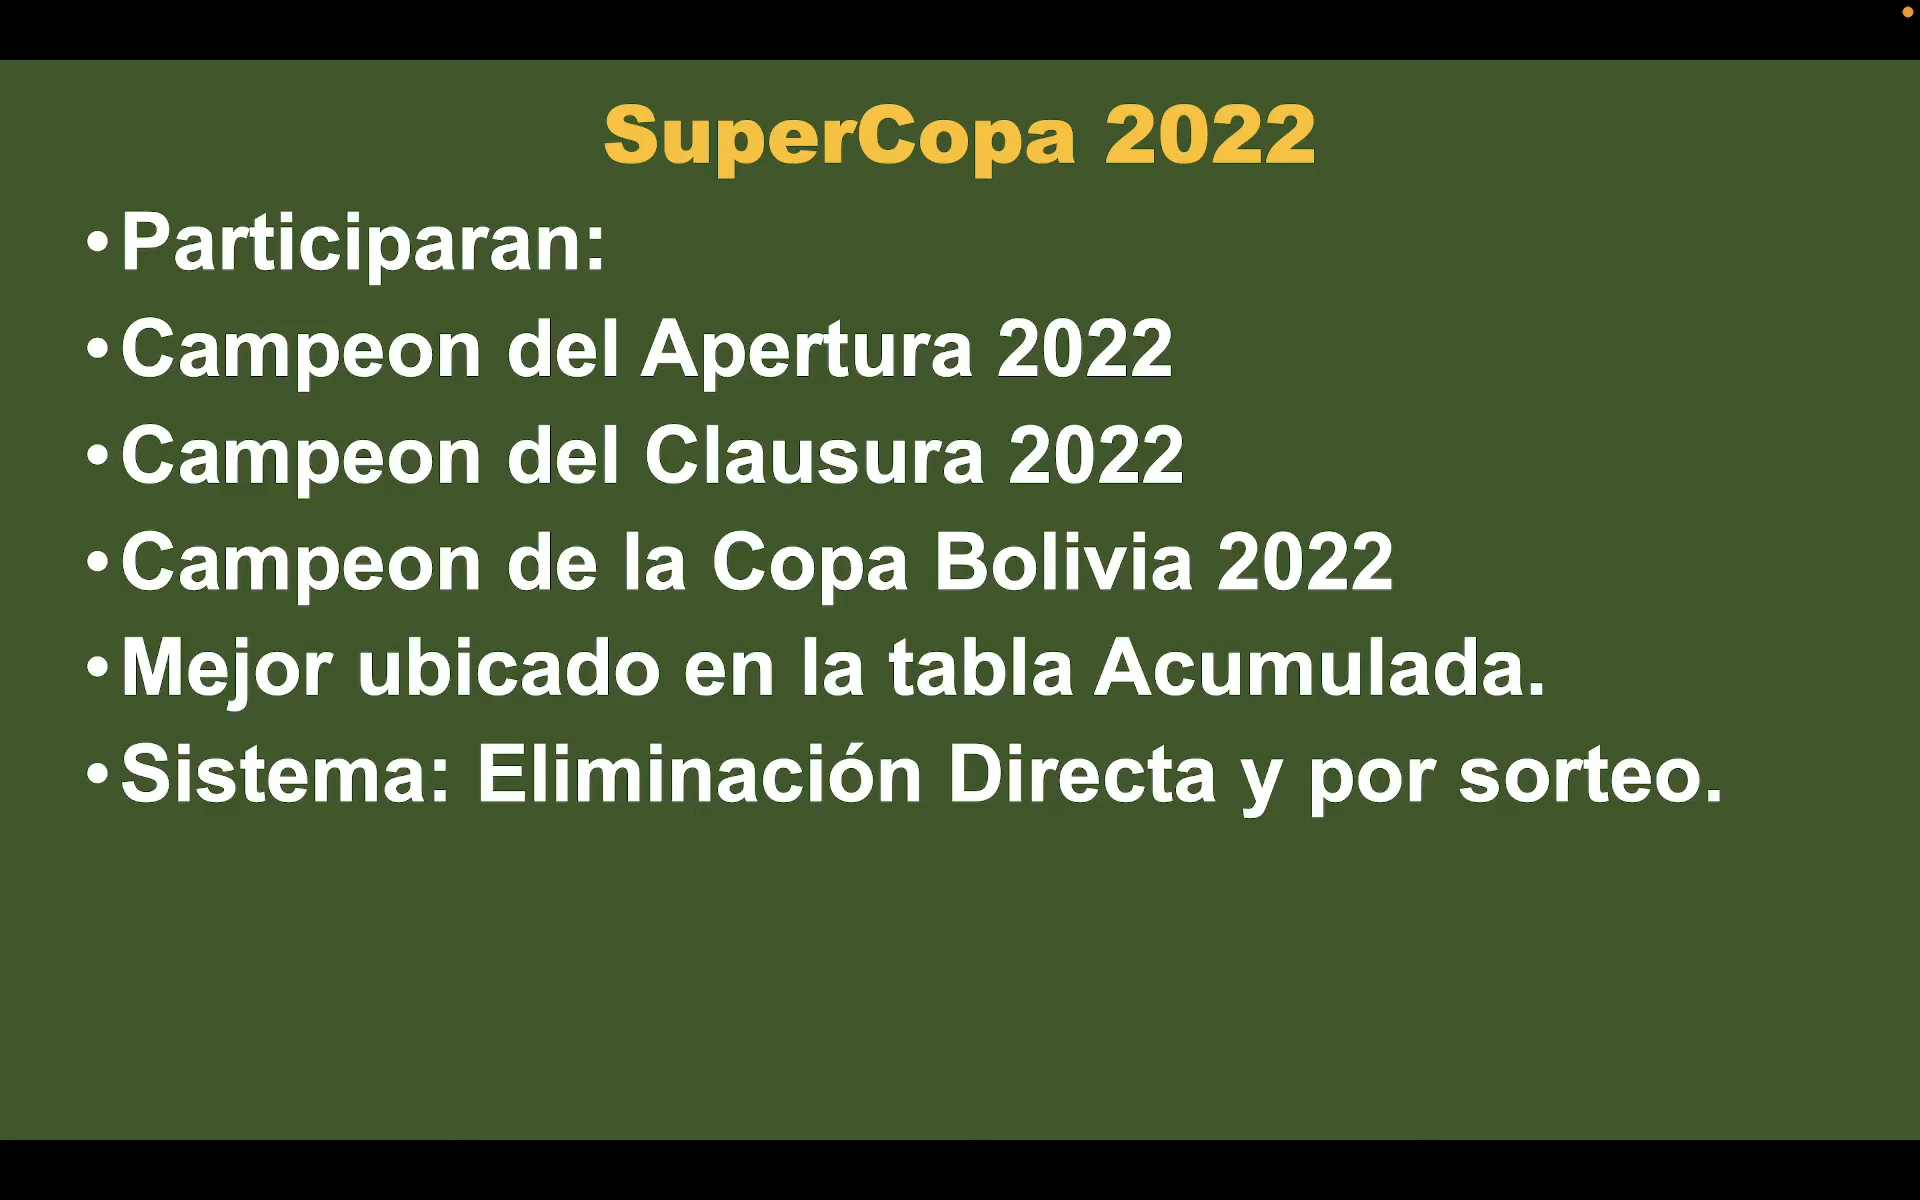 SuperCopa 2022
• Participaran:
• Campeon del Apertura 2022
• Campeon del Clausura 2022
• Campeon de la Copa Bolivia 2022
• Mejor ubicado en la tabla Acumulada.
• Sistema: Eliminación Directa y por sorteo.